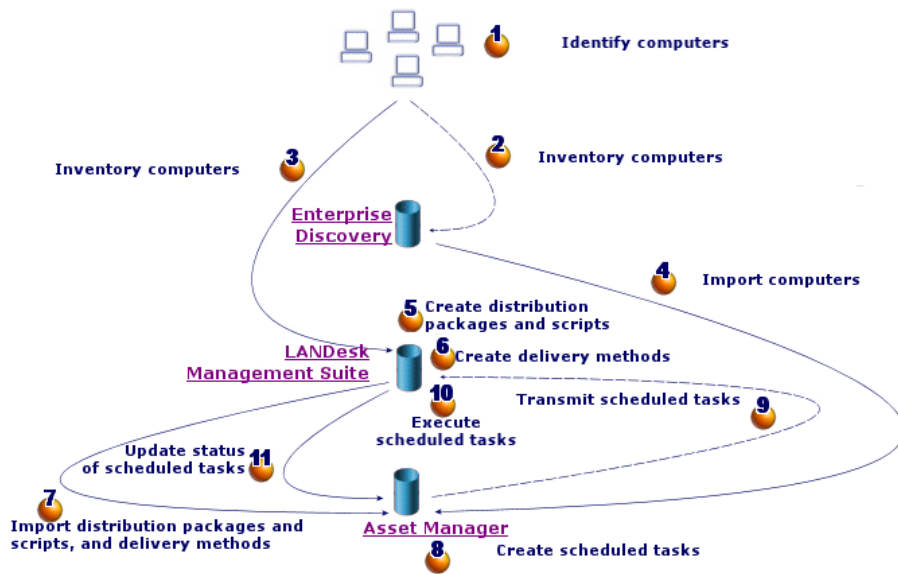 1
Identify computers
2
Inventory computers
3
Inventory computers
Enterprise
Discovery
4
Import computers
5
Create distribution
packages and scripts
6
Create delivery methods
LANDesk
Management Suite
10
Execute
scheduled tasks
Transmit scheduled tasks
9
Update status
of scheduled tasks
11
7
Import distribution packages and
scripts, and delivery methods
Asset Manager
8
Create scheduled tasks